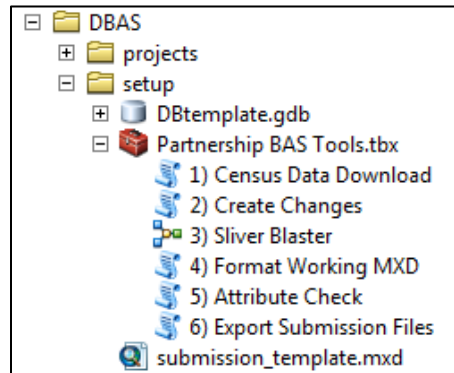 DBAS
projects
setup
DBtemplate.gdb
Partnership BAS Tools.tbx
1) Census Data Download
2) Create Changes
3) Sliver Blaster
4) Format Working MXD
5) Attribute Check
6) Export Submission Files
submission_template.mxd